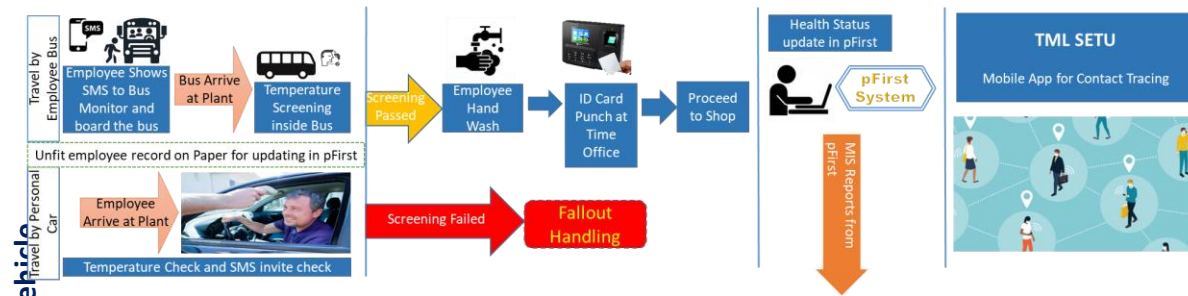 Travel by
Employee Bus
SMS
Employee Shows
SMS to Bus
Monitor and
board the bus
Bus Arrive
at Plant
Temperature
Screening
inside Bus
Screening
Passed
Employee
Hand
Wash
ID Card
Punch at
Time
Office
Proceed
to Shop
Unfit employee record on Paper for updating in pFirst
Travel by Personal
Car
Employee
Arrive at Plant
Temperature Check and SMS invite check
Screening Failed
Fallout
Handling
Health Status
update in pFirst
pFirst
System
MIS Reports from
pFirst
TML SETU
Mobile App for Contact Tracing
ehicle